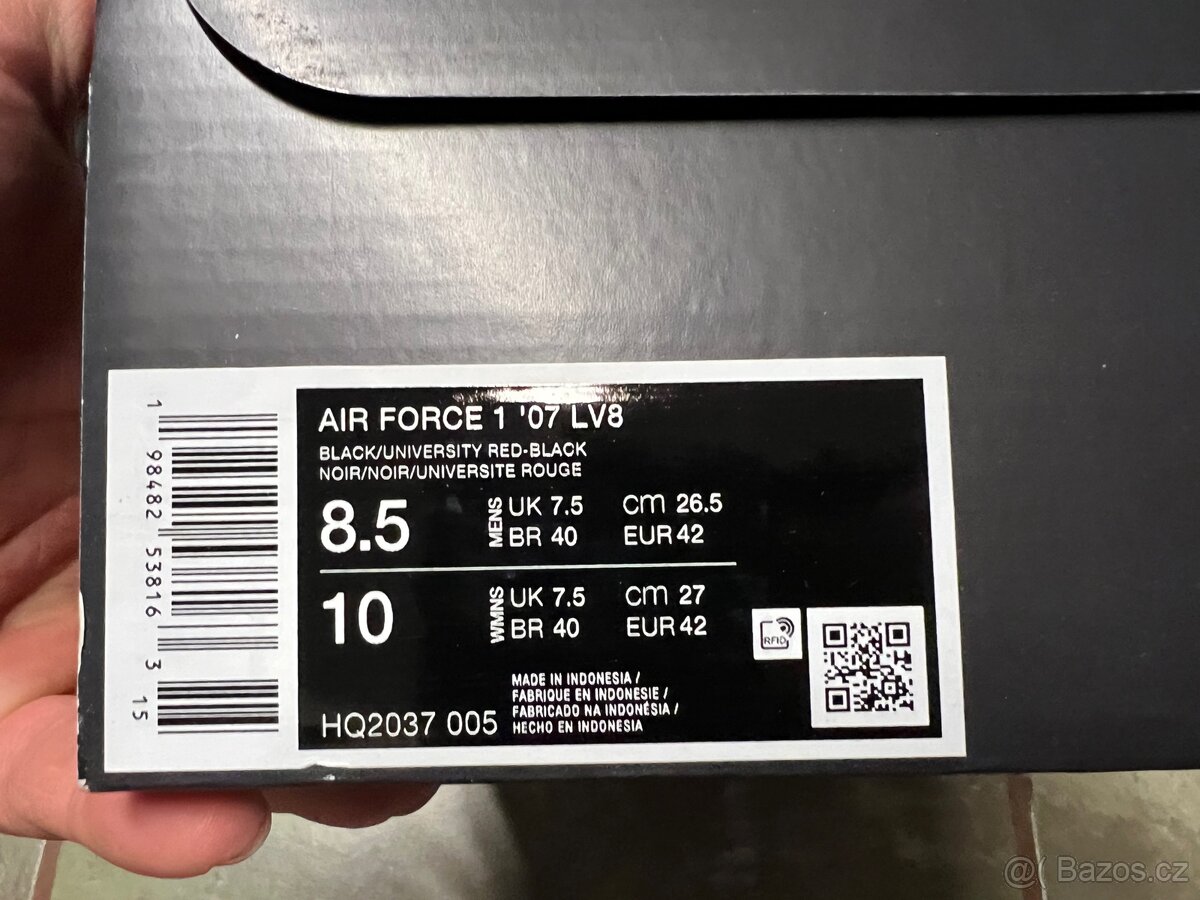 AIR FORCE 1 '07 LV8
BLACK/UNIVERSITY RED-BLACK
NOIR/NOIR/UNIVERSITE ROUGE
8.5 MENS UK 7.5 CM 26.5
BR 40 EUR 42
10 WMNS UK 7.5 CM 27
BR 40 EUR 42
RFID
MADE IN INDONESIA /
FABRIQUE EN INDONESIE /
FABRICADO NA INDONÉSIA /
HECHO EN INDONESIA
HQ2037 005
1 98482 53816 3 15
@( Bazos.cz